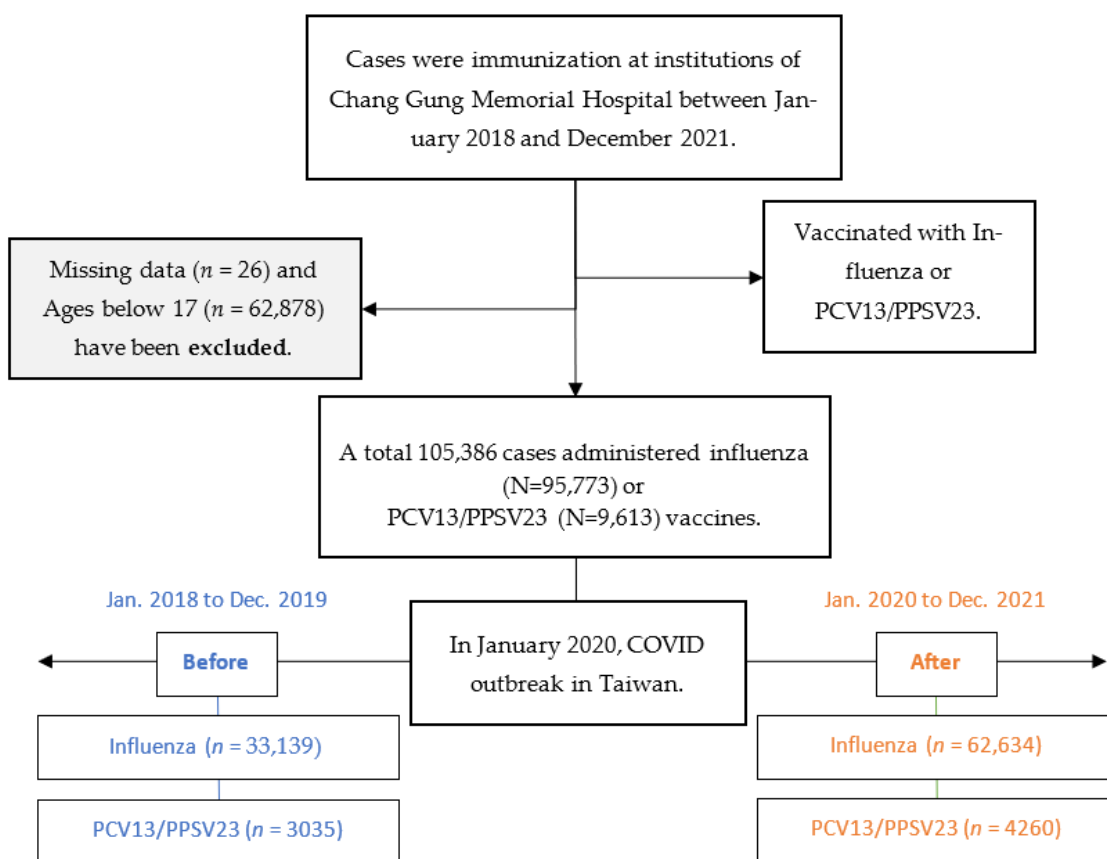 Cases were immunization at institutions of
Chang Gung Memorial Hospital between Jan-
uary 2018 and December 2021.
Missing data (n = 26) and
Ages below 17 (n = 62,878)
have been excluded.
Vaccinated with In-
fluenza or
PCV13/PPSV23.
A total 105,386 cases administered influenza
(N=95,773) or
PCV13/PPSV23 (N=9,613) vaccines.
Jan. 2018 to Dec. 2019
Jan. 2020 to Dec. 2021
Before
In January 2020, COVID
outbreak in Taiwan.
After
Influenza (n = 33,139)
Influenza (n = 62,634)
PCV13/PPSV23 (n = 3035)
PCV13/PPSV23 (n = 4260)